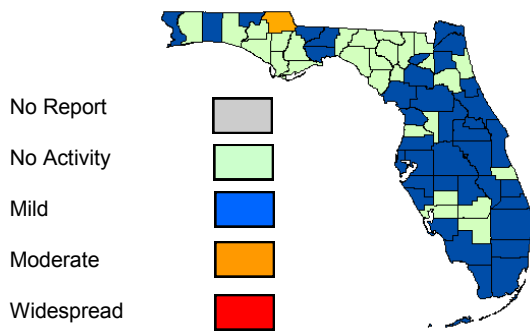 No Report
No Activity
Mild
Moderate
Widespread